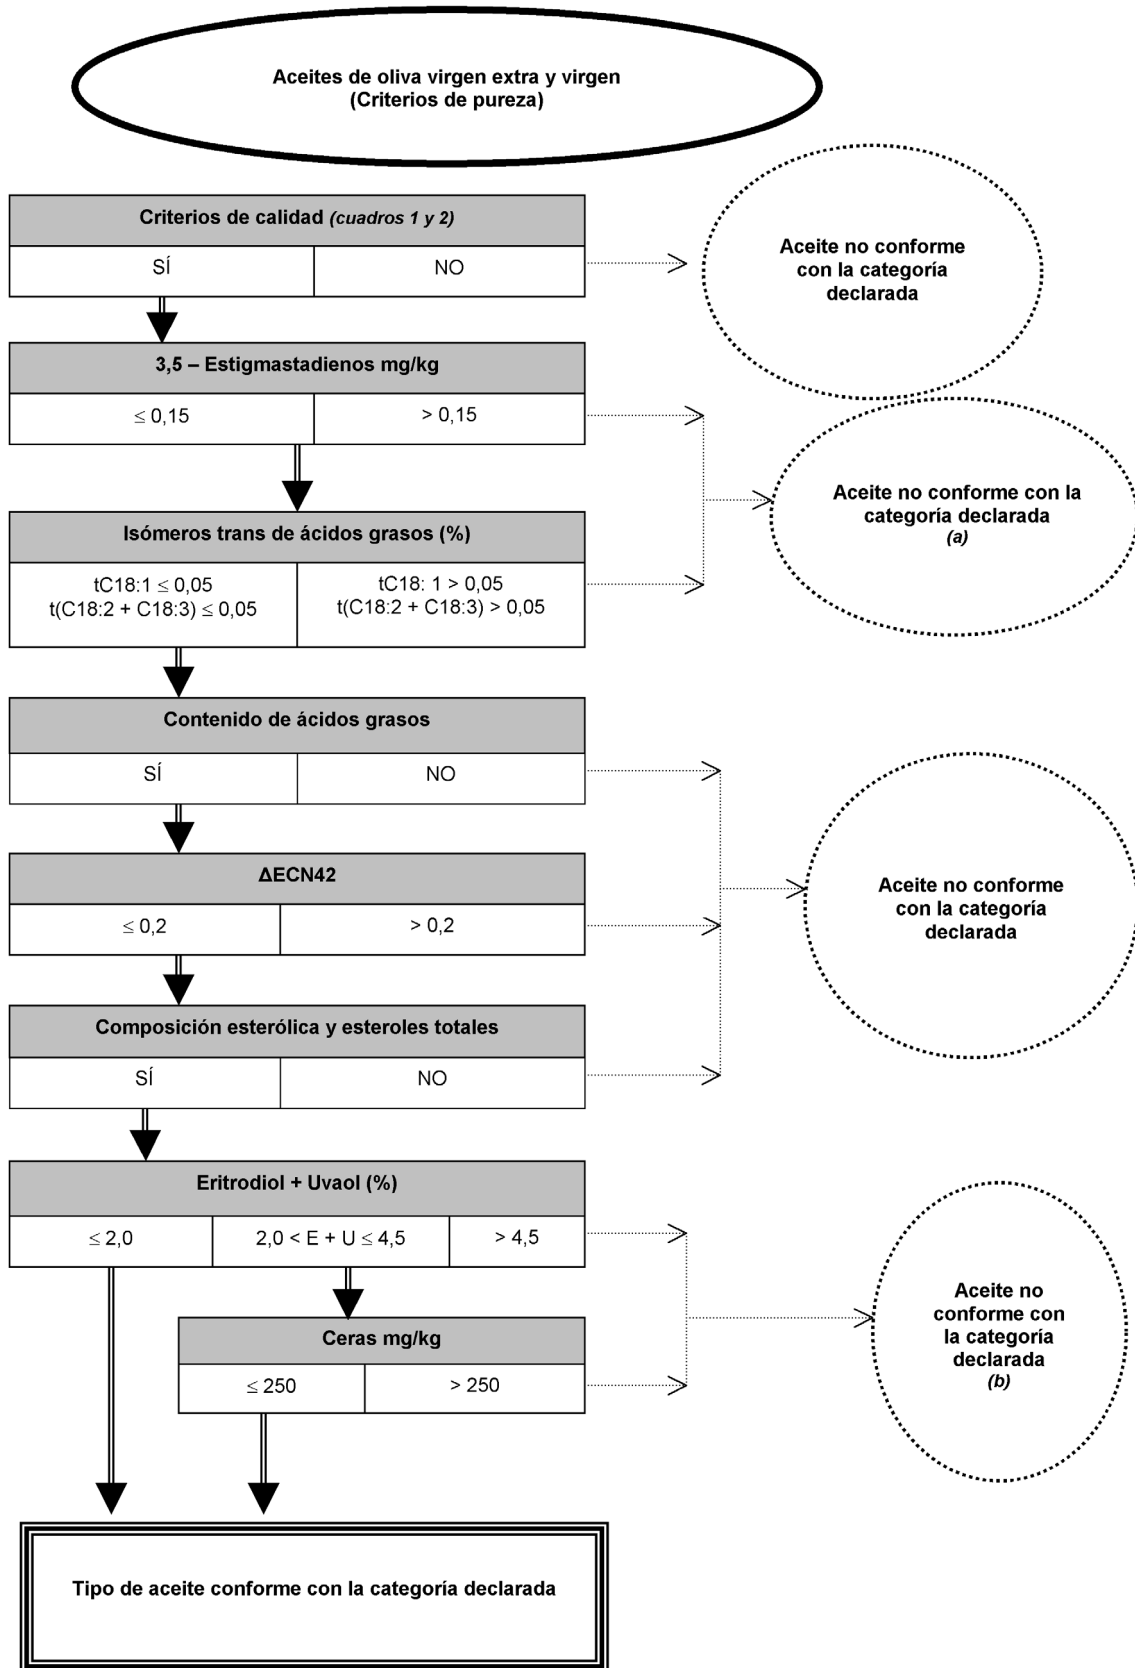 Aceites de oliva virgen extra y virgen
(Criterios de pureza)
Criterios de calidad (cuadros 1 y 2)
SÍ
NO
Aceite no conforme
con la categoría
declarada
3,5 – Estigmastadienos mg/kg
≤ 0,15
> 0,15
Aceite no conforme con la
categoría declarada
(a)
Isómeros trans de ácidos grasos (%)
tC18:1 ≤ 0,05
t(C18:2 + C18:3) ≤ 0,05
tC18: 1 > 0,05
t(C18:2 + C18:3) > 0,05
Contenido de ácidos grasos
SÍ
NO
ΔECN42
≤ 0,2
> 0,2
Aceite no conforme
con la categoría
declarada
Composición esterólica y esteroles totales
SÍ
NO
Eritrodiol + Uvaol (%)
≤ 2,0
2,0 < E + U ≤ 4,5
> 4,5
Ceras mg/kg
≤ 250
> 250
Aceite no
conforme con
la categoría
declarada
(b)
Tipo de aceite conforme con la categoría declarada